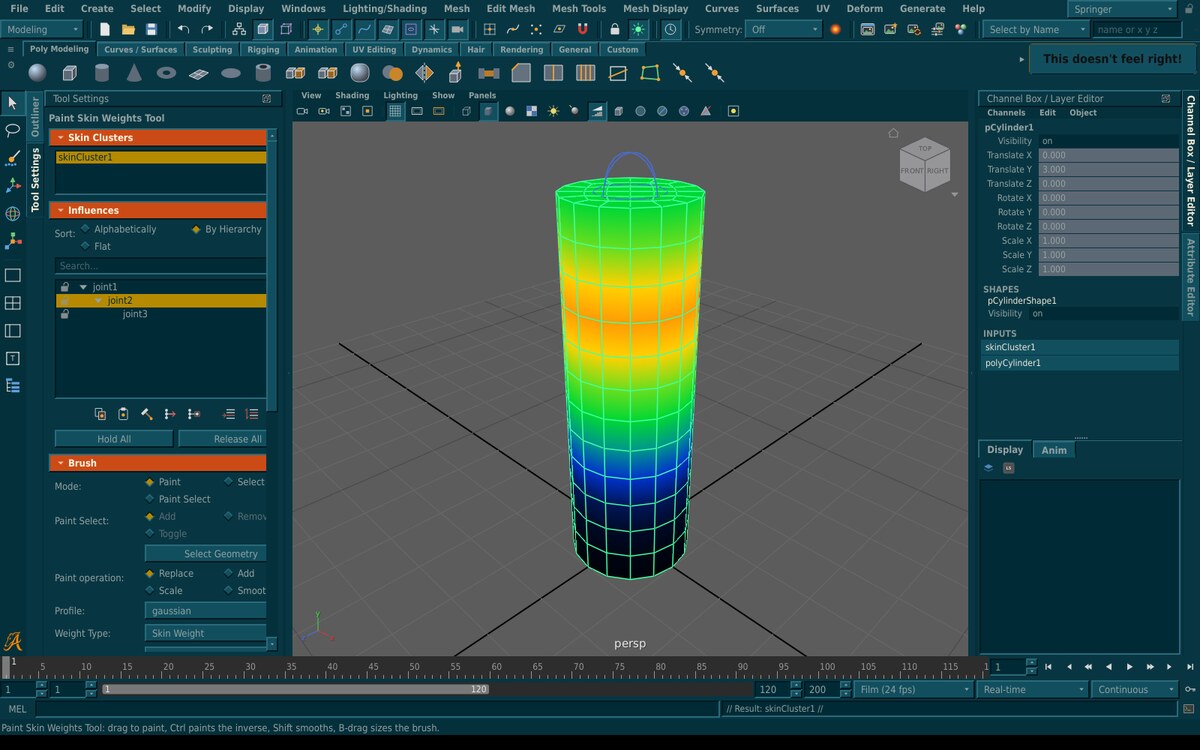 File Edit Create Select Modify Display Windows Lighting/Shading Mesh Edit Mesh Mesh Tools Mesh Display Curves Surfaces UV Deform Generate Help Springer
Modeling Symmetry: Off Select by Name name or x y z
Poly Modeling Curves / Surfaces Sculpting Rigging Animation UV Editing Dynamics Hair Rendering General Custom
This doesn't feel right!
Tool Settings
Outliner
Tool Settings
Paint Skin Weights Tool
Skin Clusters
skinCluster1
Influences
Sort: Alphabetically By Hierarchy
Flat
Search...
joint1
joint2
joint3
Hold All Release All
Brush
Mode: Paint Select
Paint Select
Paint Select: Add Remov
Toggle
Select Geometry
Paint operation: Replace Add
Scale Smoot
Profile: gaussian
Weight Type: Skin Weight
T
View Shading Lighting Show Panels
TOP
FRONT RIGHT
y
persp
Channel Box / Layer Editor
Channels Edit Object
pCylinder1
Visibility on
Translate X 0.000
Translate Y 3.000
Translate Z 0.000
Rotate X 0.000
Rotate Y 0.000
Rotate Z 0.000
Scale X 1.000
Scale Y 1.000
Scale Z 1.000
SHAPES
pCylinderShape1
Visibility on
INPUTS
skinCluster1
polyCylinder1
Display Anim
Channel Box / Layer Editor
Attribute Editor
1 5 10 15 20 25 30 35 40 45 50 55 60 65 70 75 80 85 90 95 100 105 110 115 1 1
1 1 1 120 120 200 Film (24 fps) Real-time Continuous
MEL // Result: skinCluster1 //
Paint Skin Weights Tool: drag to paint, Ctrl paints the inverse, Shift smooths, B-drag sizes the brush.